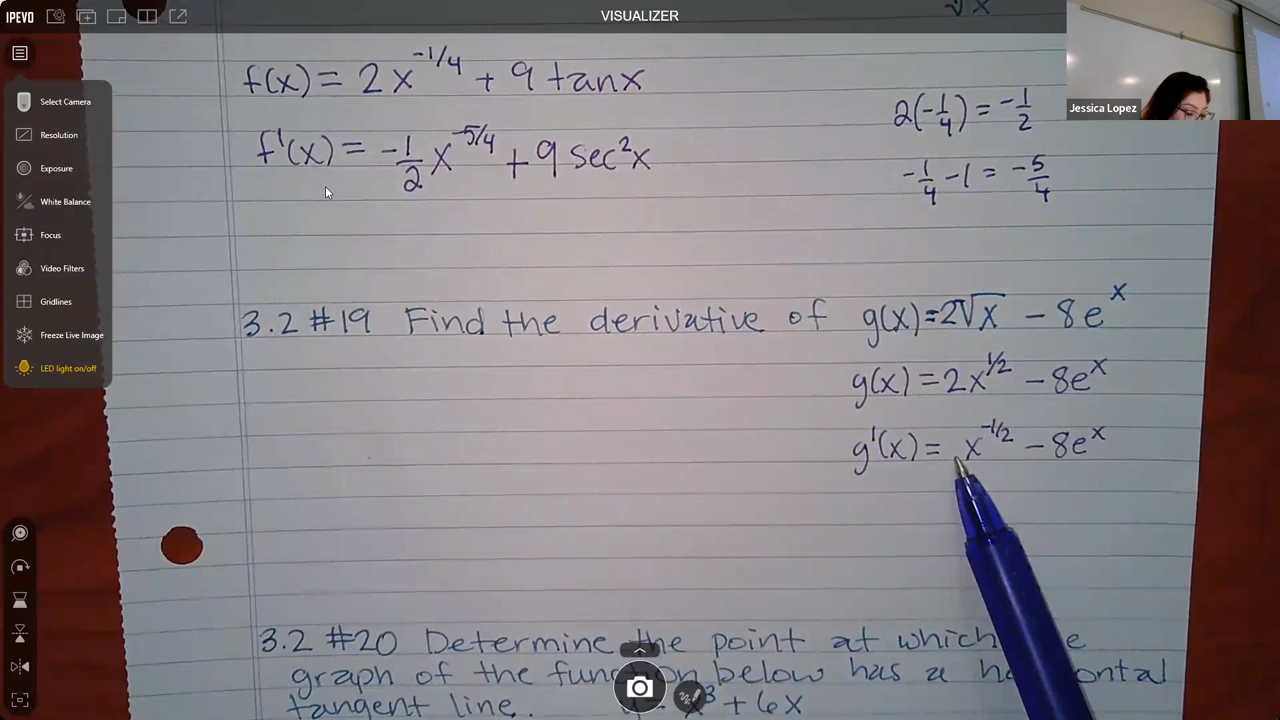 IPEVO
VISUALIZER
Jessica Lopez
Select Camera
Resolution
Exposure
White Balance
Focus
Video Filters
Gridlines
Freeze Live Image
LED light on/off
√x
f(x) = 2x^(-1/4) + 9 tanx
f'(x) = -1/2 x^(-5/4) + 9 sec²x
2(-1/4) = -1/2
-1/4 - 1 = -5/4
3.2 #19 Find the derivative of g(x)=2√x - 8e^x
g(x) = 2x^(1/2) - 8e^x
g'(x) = x^(-1/2) - 8e^x
3.2 #20 Determine the point at which
graph of the function below has a
tangent line. x³ + 6x